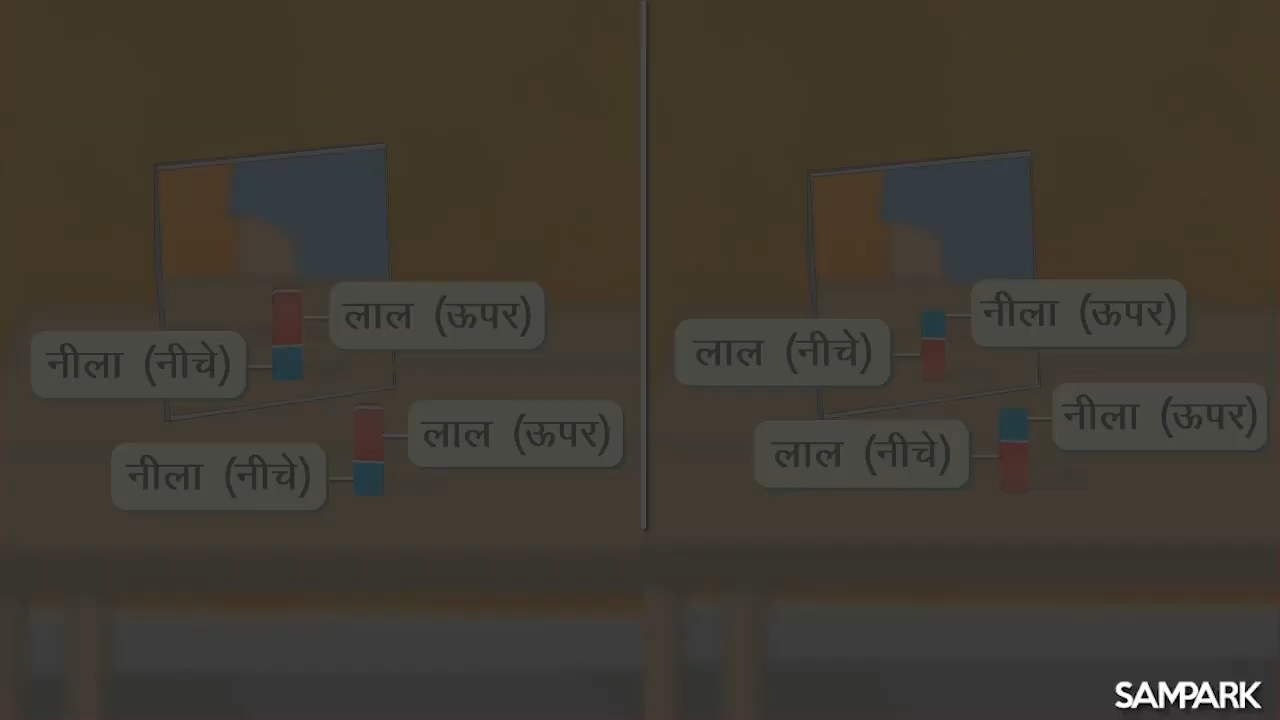 लाल (ऊपर)
नीला (नीचे)
लाल (ऊपर)
नीला (नीचे)
नीला (ऊपर)
लाल (नीचे)
नीला (ऊपर)
लाल (नीचे)
SAMPARK